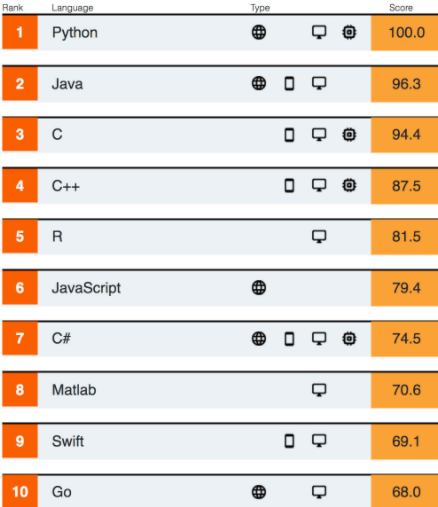 Rank Language Type Score
1 Python 100.0
2 Java 96.3
3 C 94.4
4 C++ 87.5
5 R 81.5
6 JavaScript 79.4
7 C# 74.5
8 Matlab 70.6
9 Swift 69.1
10 Go 68.0